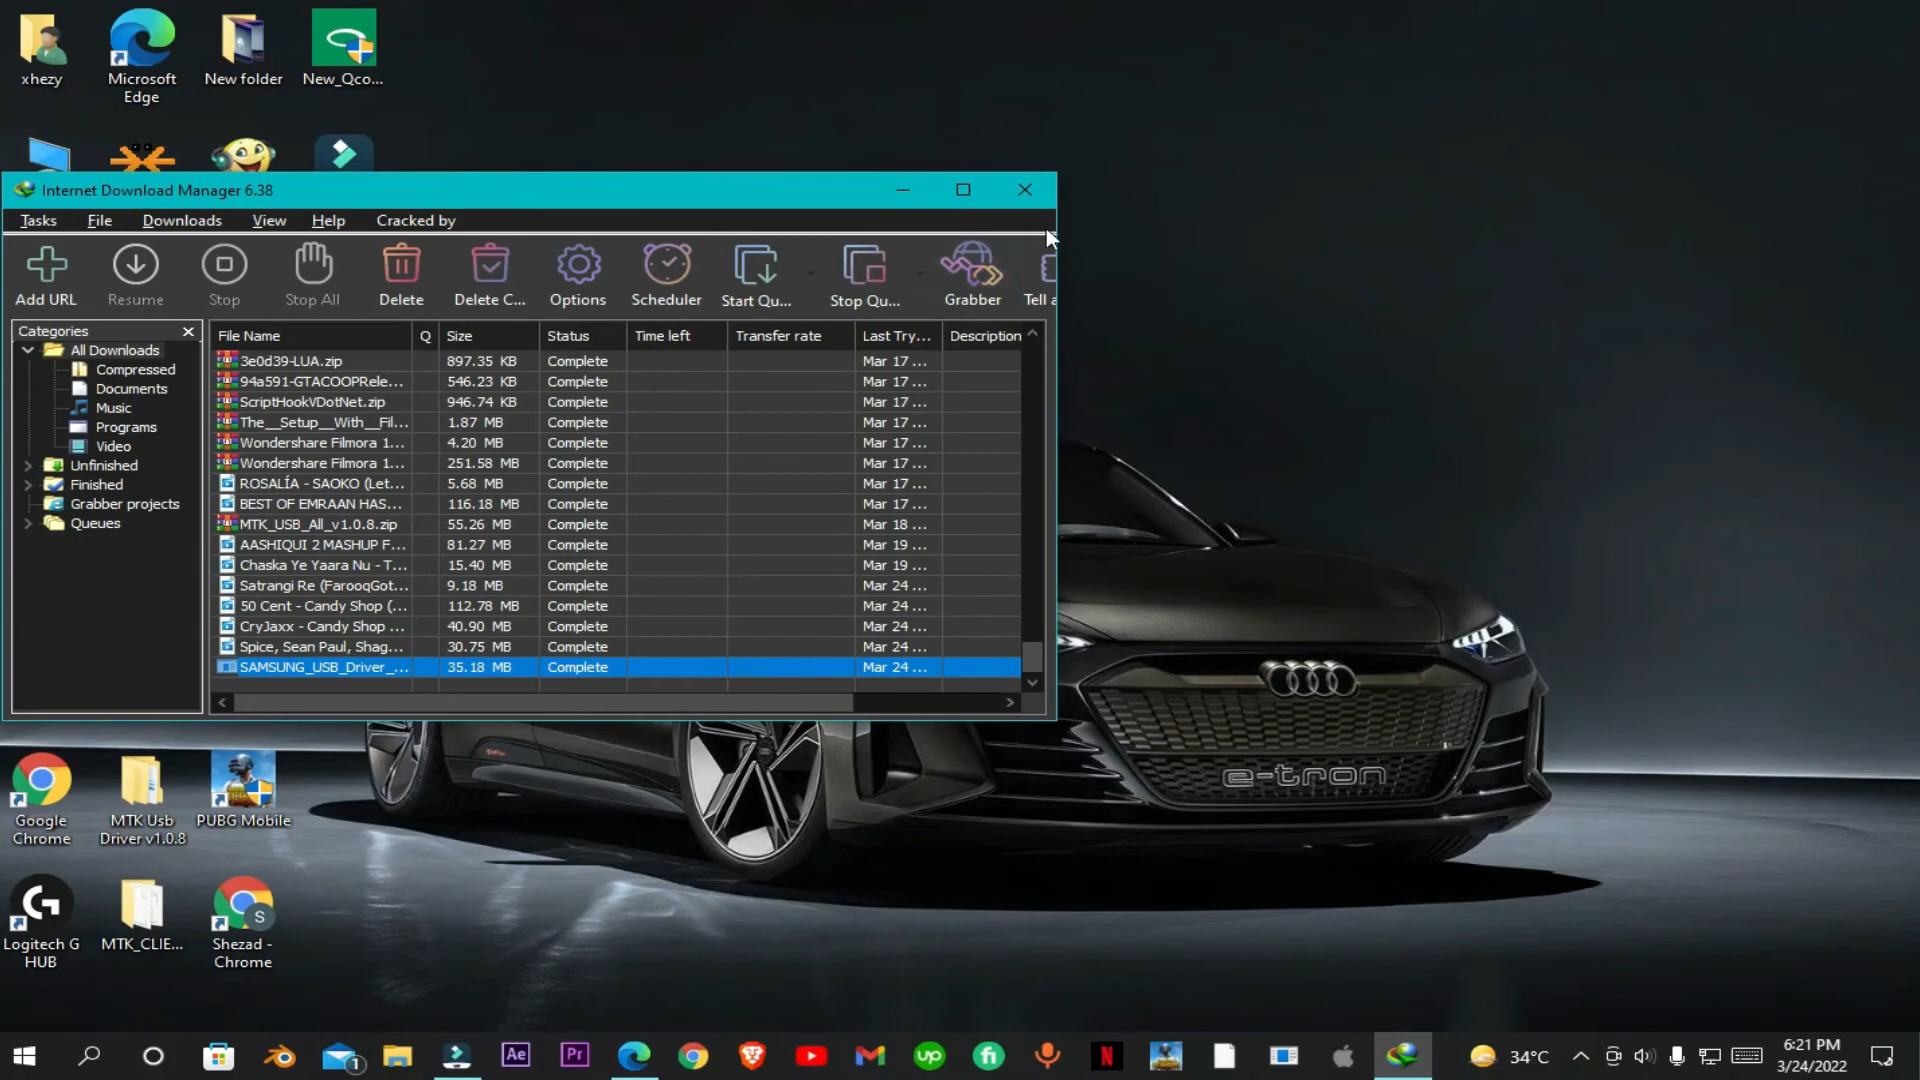 xhezy
Microsoft
Edge
New folder
New_Qco...
Internet Download Manager 6.38
Tasks File Downloads View Help Cracked by
Add URL Resume Stop Stop All Delete Delete C... Options Scheduler Start Qu... Stop Qu... Grabber Tell
Categories
All Downloads
Compressed
Documents
Music
Programs
Video
Unfinished
Finished
Grabber projects
Queues
File Name Q Size Status Time left Transfer rate Last Try... Description
3e0d39-LUA.zip 897.35 KB Complete Mar 17 ...
94a591-GTACOOPRele... 546.23 KB Complete Mar 17 ...
ScriptHookVDotNet.zip 946.74 KB Complete Mar 17 ...
The__Setup__With__Fil... 1.87 MB Complete Mar 17 ...
Wondershare Filmora 1... 4.20 MB Complete Mar 17 ...
Wondershare Filmora 1... 251.58 MB Complete Mar 17 ...
ROSALÍA - SAOKO (Let... 5.68 MB Complete Mar 17 ...
BEST OF EMRAAN HAS... 116.18 MB Complete Mar 17 ...
MTK_USB_All_v1.0.8.zip 55.26 MB Complete Mar 18 ...
AASHIQUI 2 MASHUP F... 81.27 MB Complete Mar 19 ...
Chaska Ye Yaara Nu - T... 15.40 MB Complete Mar 19 ...
Satrangi Re (FarooqGot... 9.18 MB Complete Mar 24 ...
50 Cent - Candy Shop (... 112.78 MB Complete Mar 24 ...
CryJaxx - Candy Shop ... 40.90 MB Complete Mar 24 ...
Spice, Sean Paul, Shag... 30.75 MB Complete Mar 24 ...
SAMSUNG_USB_Driver_... 35.18 MB Complete Mar 24 ...
e-tron
Google
Chrome
MTK Usb
Driver v1.0.8
PUBG Mobile
Logitech G
HUB
MTK_CLIE...
S
Shezad -
Chrome
1
Ae
Pr
up
fi
N
34°C
6:21 PM
3/24/2022